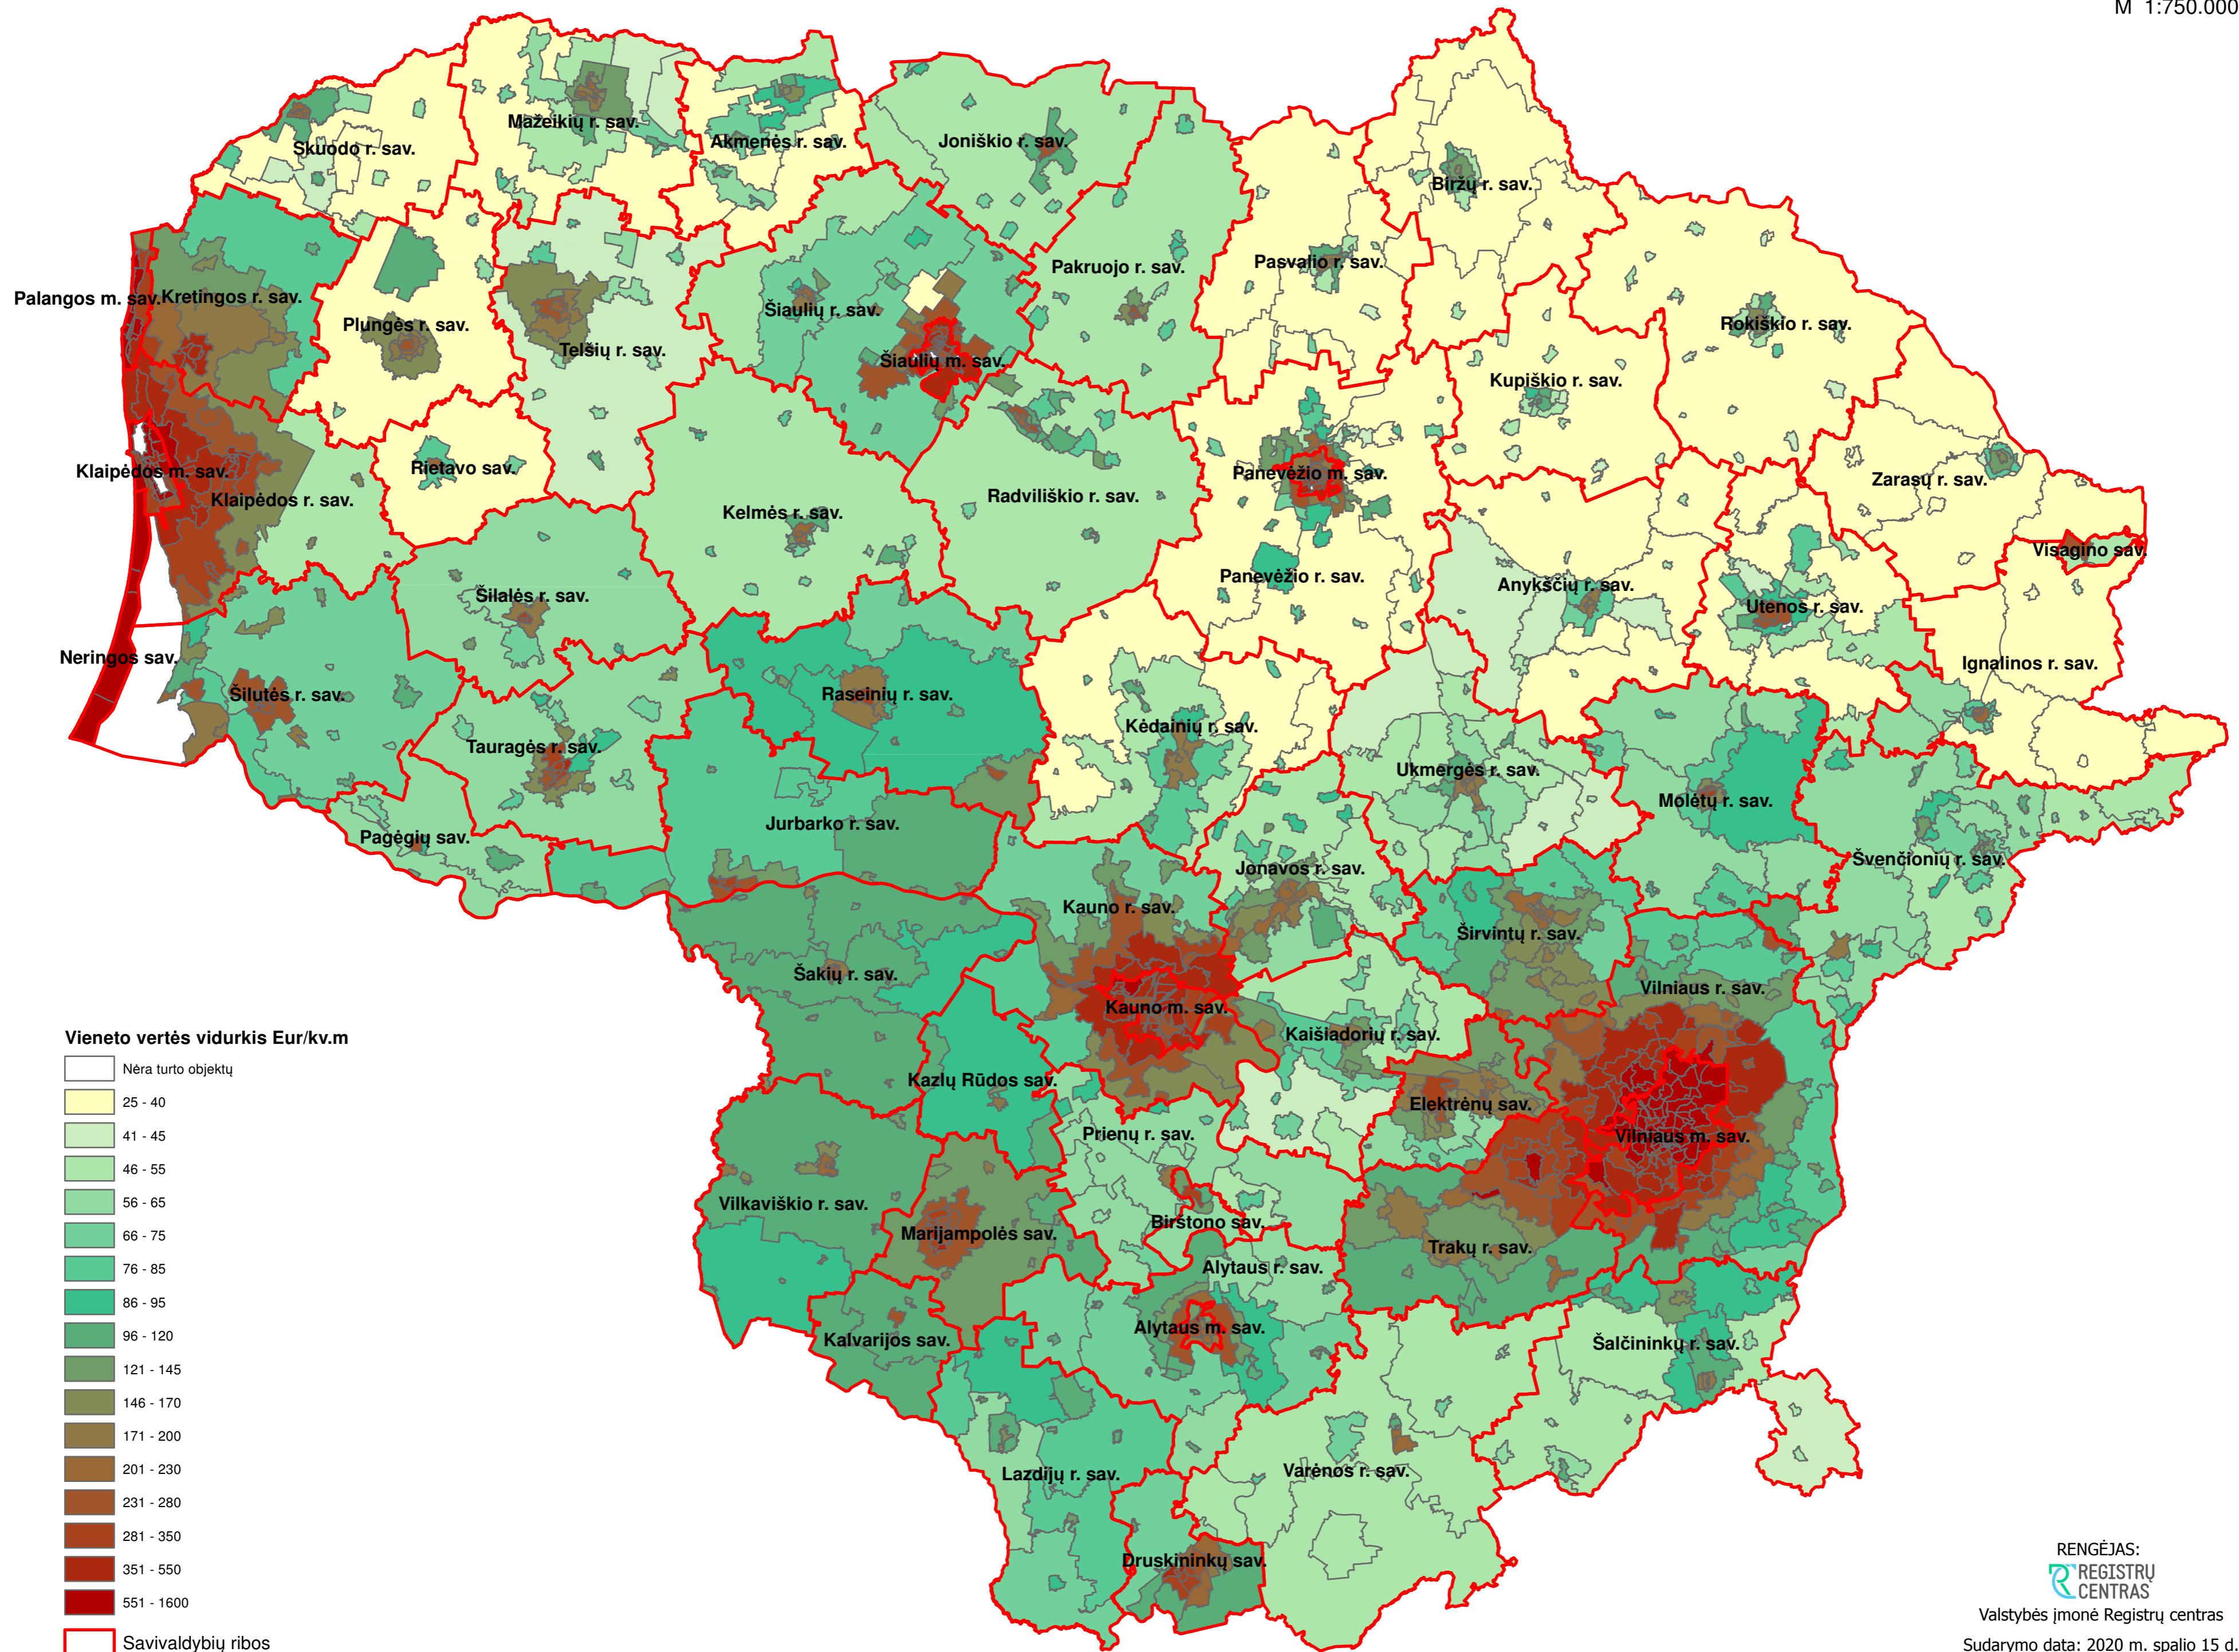 M 1:750.000
Mažeikių r. sav.
Skuodo r. sav.
Akmenės r. sav.
Joniškio r. sav.
Biržų r. sav.
Pakruojo r. sav.
Pasvalio r. sav.
Palangos m. sav.
Kretingos r. sav.
Plungės r. sav.
Telšių r. sav.
Šiaulių r. sav.
Šiaulių m. sav.
Rokiškio r. sav.
Kupiškio r. sav.
Klaipėdos m. sav.
Klaipėdos r. sav.
Rietavo sav.
Kelmės r. sav.
Radviliškio r. sav.
Panevėžio m. sav.
Zarasų r. sav.
Visagino sav.
Panevėžio r. sav.
Anykščių r. sav.
Utenos r. sav.
Šilalės r. sav.
Neringos sav.
Šilutės r. sav.
Raseinių r. sav.
Ignalinos r. sav.
Kėdainių r. sav.
Tauragės r. sav.
Ukmergės r. sav.
Molėtų r. sav.
Jurbarko r. sav.
Pagėgių sav.
Jonavos r. sav.
Švenčionių r. sav.
Kauno r. sav.
Širvintų r. sav.
Šakių r. sav.
Vilniaus r. sav.
Kauno m. sav.
Kaišiadorių r. sav.
Kazlų Rūdos sav.
Elektrėnų sav.
Prienų r. sav.
Vilniaus m. sav.
Vilkaviškio r. sav.
Marijampolės sav.
Birštono sav.
Trakų r. sav.
Alytaus r. sav.
Alytaus m. sav.
Kalvarijos sav.
Šalčininkų r. sav.
Lazdijų r. sav.
Varėnos r. sav.
Druskininkų sav.
Vieneto vertės vidurkis Eur/kv.m
Nėra turto objektų
25 - 40
41 - 45
46 - 55
56 - 65
66 - 75
76 - 85
86 - 95
96 - 120
121 - 145
146 - 170
171 - 200
201 - 230
231 - 280
281 - 350
351 - 550
551 - 1600
Savivaldybių ribos
RENGĖJAS:
REGISTRŲ
CENTRAS
Valstybės įmonė Registrų centras
Sudarymo data: 2020 m. spalio 15 d.